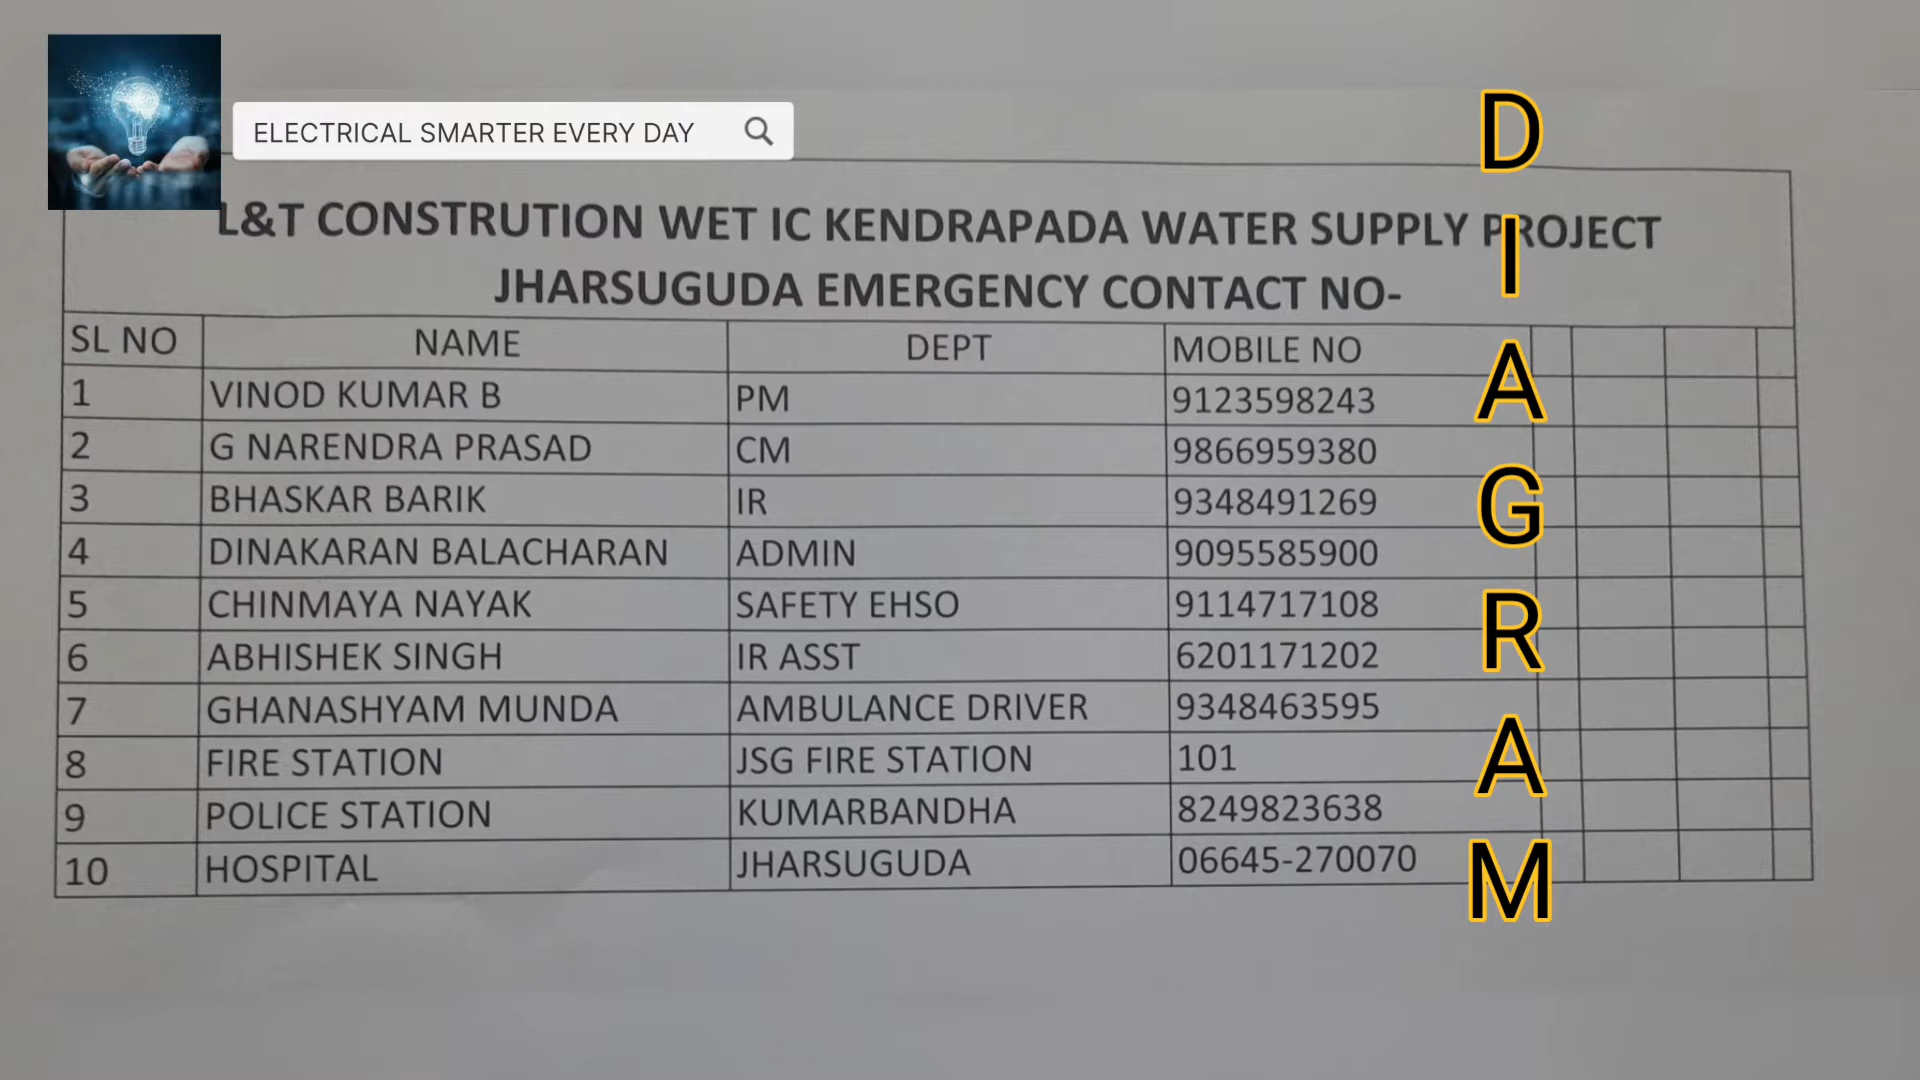 ELECTRICAL SMARTER EVERY DAY
L&T CONSTRUTION WET IC KENDRAPADA WATER SUPPLY PROJECT
JHARSUGUDA EMERGENCY CONTACT NO-
SL NO NAME DEPT MOBILE NO
1 VINOD KUMAR B PM 9123598243
2 G NARENDRA PRASAD CM 9866959380
3 BHASKAR BARIK IR 9348491269
4 DINAKARAN BALACHARAN ADMIN 9095585900
5 CHINMAYA NAYAK SAFETY EHSO 9114717108
6 ABHISHEK SINGH IR ASST 6201171202
7 GHANASHYAM MUNDA AMBULANCE DRIVER 9348463595
8 FIRE STATION JSG FIRE STATION 101
9 POLICE STATION KUMARBANDHA 8249823638
10 HOSPITAL JHARSUGUDA 06645-270070
D
I
A
G
R
A
M